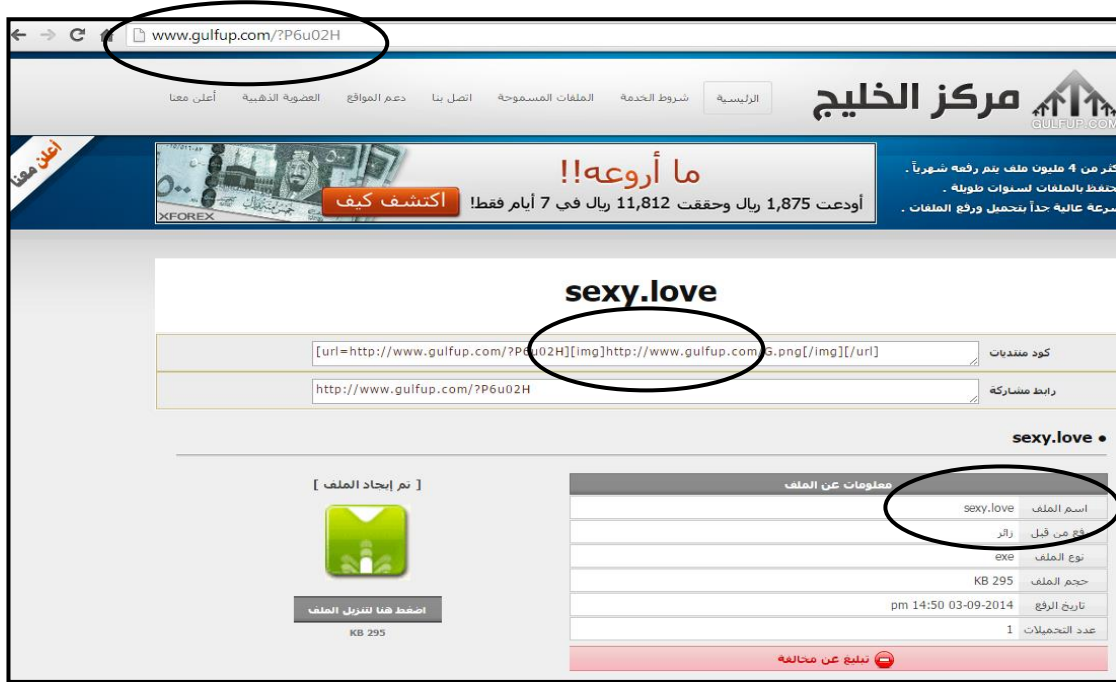 www.gulfup.com/?P6u02H
مركز الخليج
GULFUP.COM
الرئيسية شروط الخدمة الملفات المسموحة اتصل بنا دعم المواقع العضوية الذهبية أعلن معنا
أعلن معنا
من 4 مليون ملف يتم رفعه شهرياً .
بالملفات لسنوات طويلة .
عالية جداً بتحميل ورفع الملفات .
ما أروعه!!
أودعت 1,875 ريال وحققت 11,812 ريال في 7 أيام فقط!
اكتشف كيف
XFOREX
sexy.love
كود منتديات
[url=http://www.gulfup.com/?P6u02H][img]http://www.gulfup.com/G.png[/img][/url]
رابط مشاركة
http://www.gulfup.com/?P6u02H
sexy.love •
معلومات عن الملف
اسم الملف sexy.love
رفع من قبل زائر
نوع الملف exe
حجم الملف 295 KB
تاريخ الرفع 03-09-2014 14:50 pm
عدد التحميلات 1
تبليغ عن مخالفة
[ تم إيجاد الملف ]
اضغط هنا لتنزيل الملف
295 KB